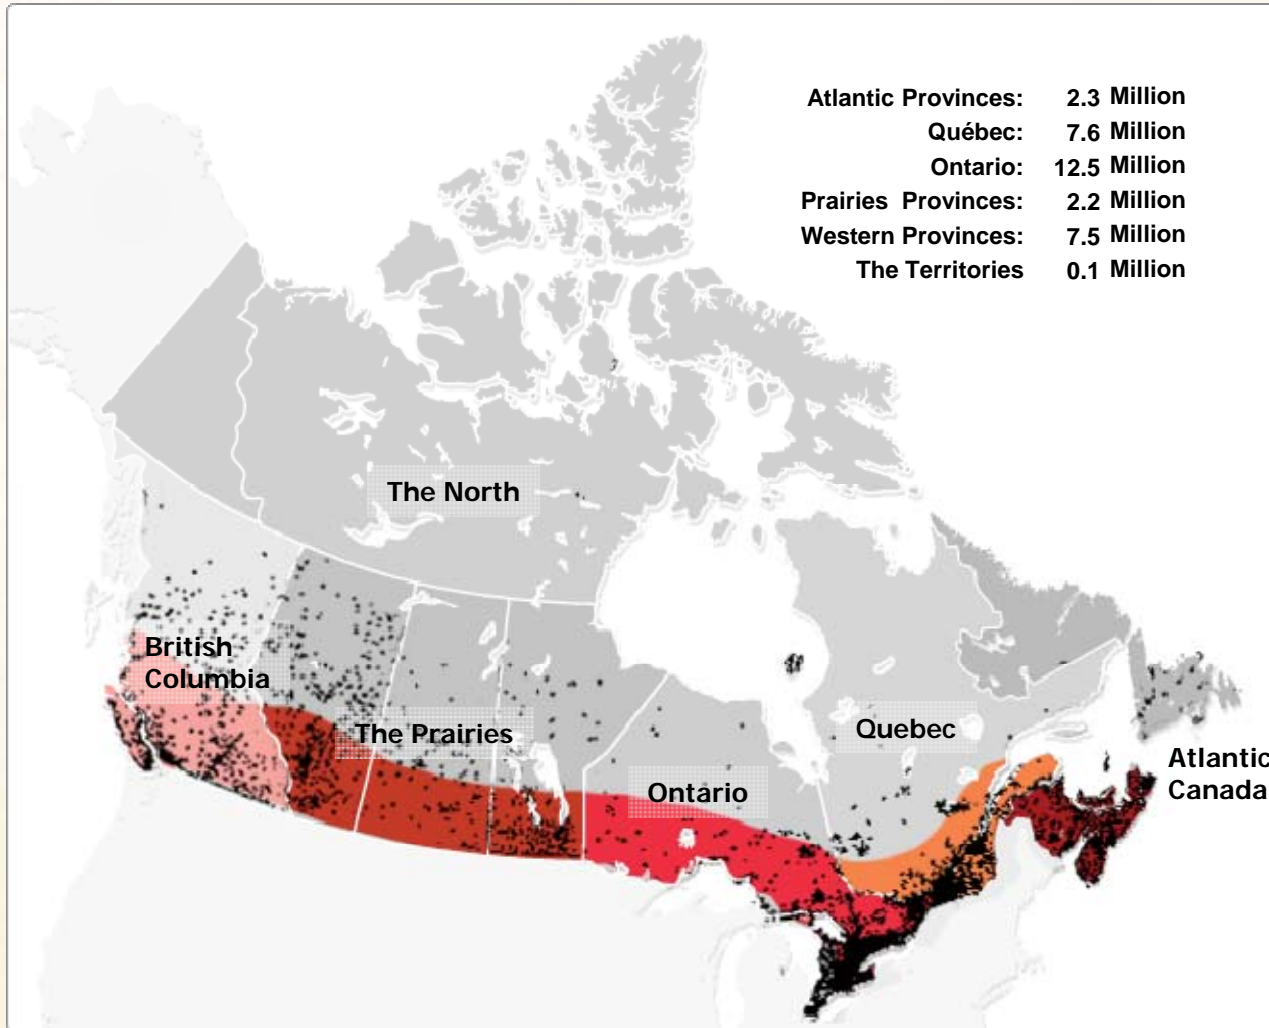 Atlantic Provinces: 2.3 Million
Québec: 7.6 Million
Ontario: 12.5 Million
Prairies Provinces: 2.2 Million
Western Provinces: 7.5 Million
The Territories 0.1 Million
The North
British
Columbia
The Prairies
Quebec
Ontario
Atlantic
Canada